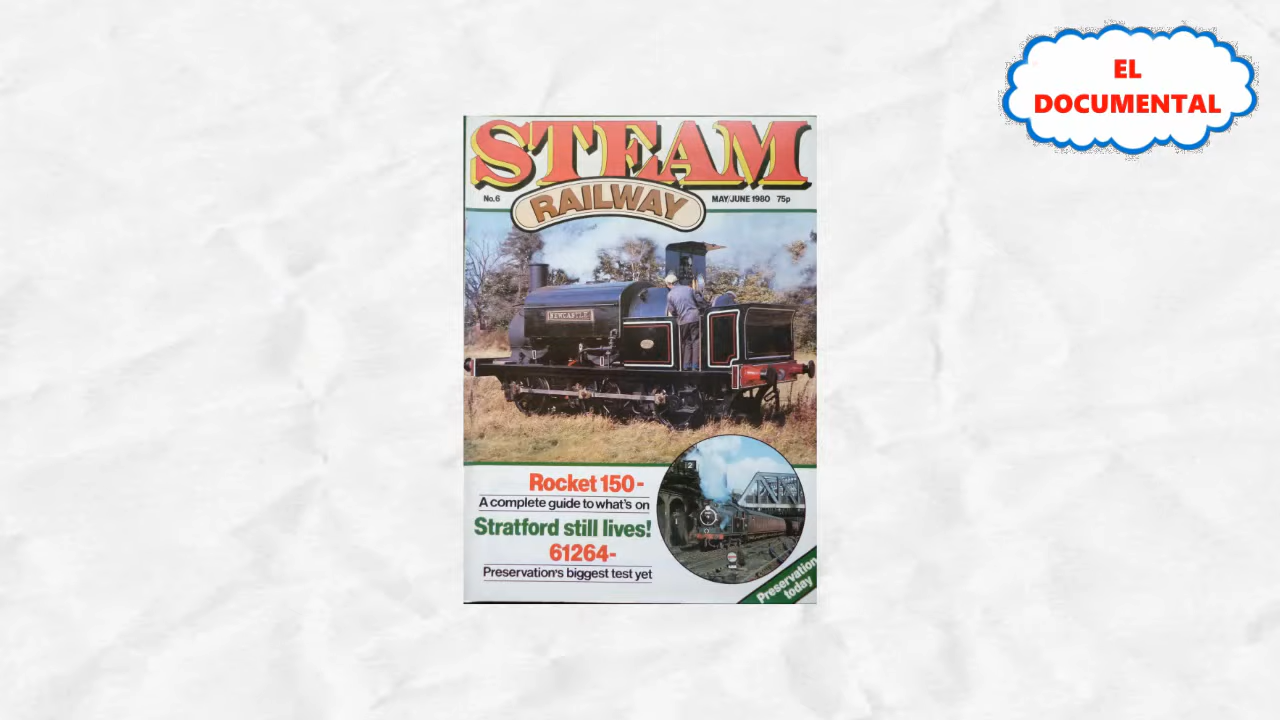 EL
DOCUMENTAL
STEAM
RAILWAY
No.6
MAY/JUNE 1980 75p
NEWCASTLE
Rocket 150-
A complete guide to what's on
Stratford still lives!
61264-
Preservation's biggest test yet
Preservation
today